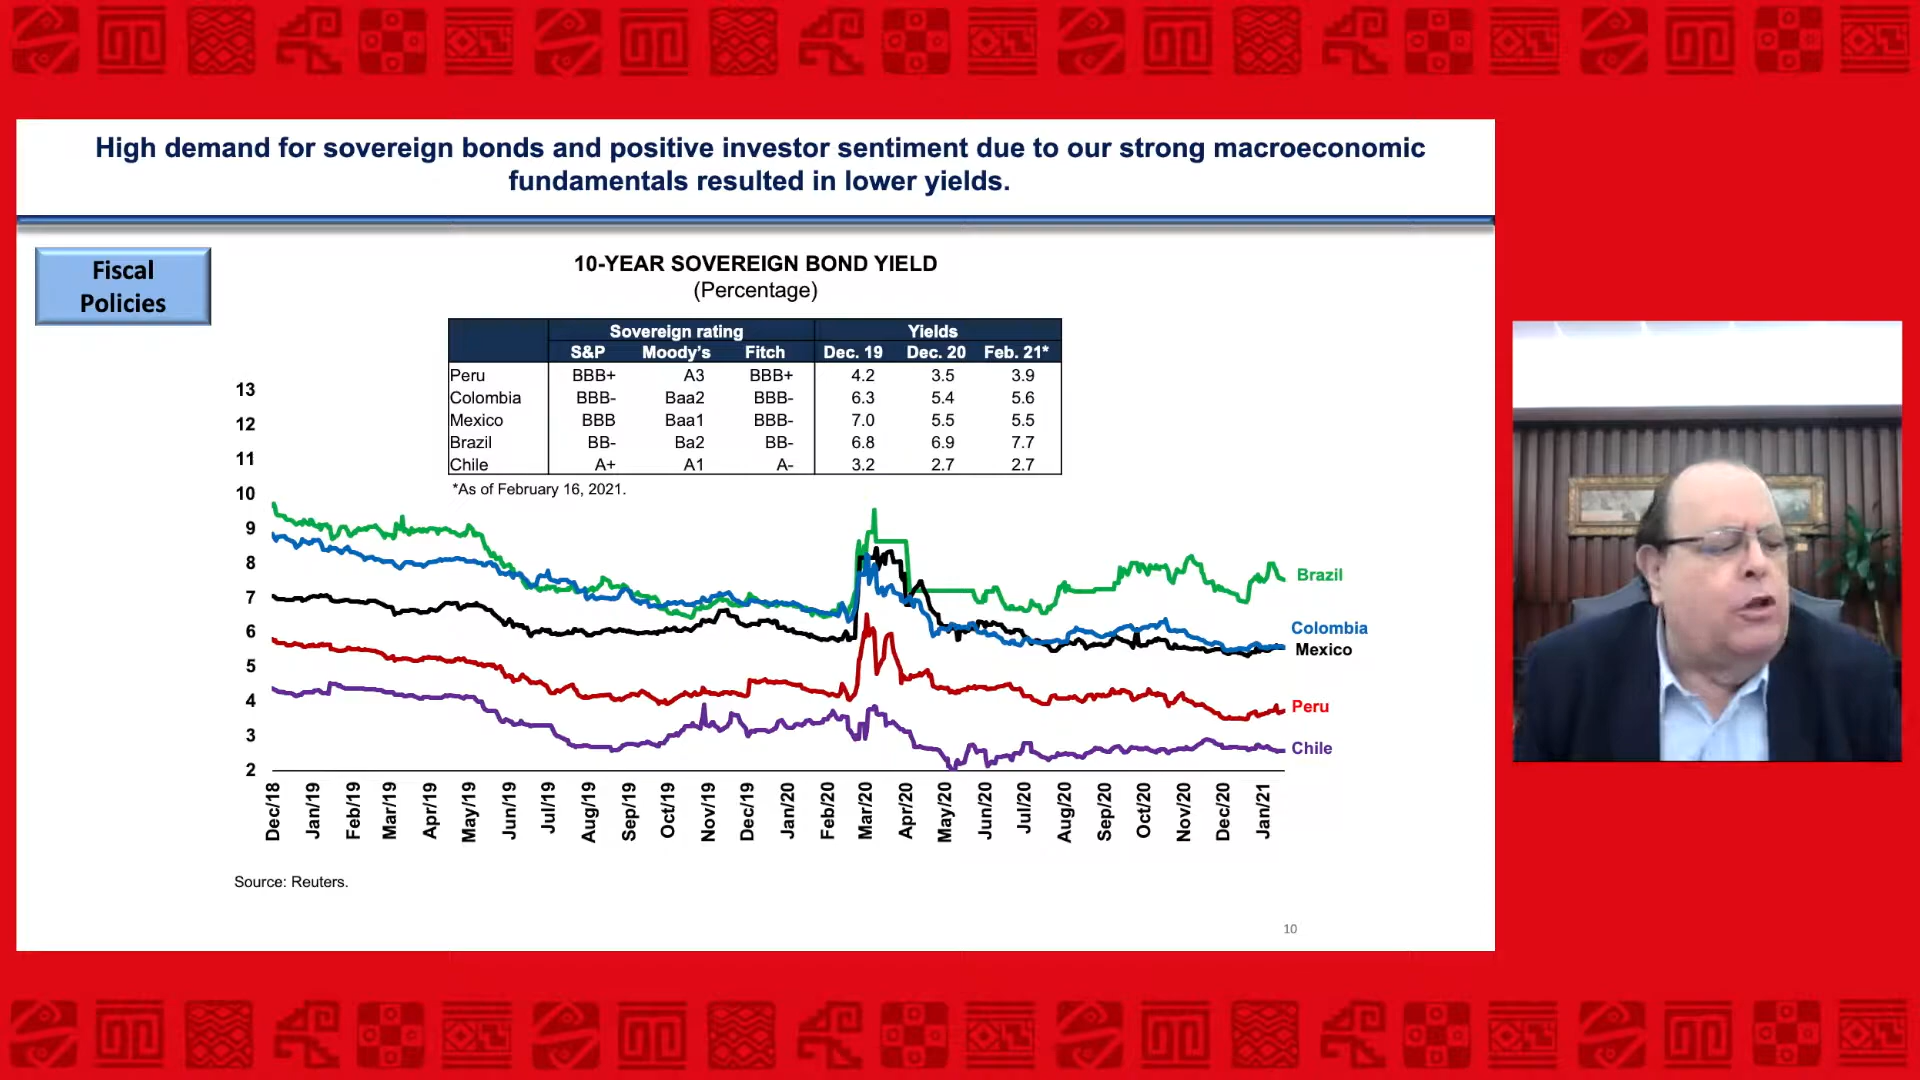 High demand for sovereign bonds and positive investor sentiment due to our strong macroeconomic
fundamentals resulted in lower yields.
Fiscal
Policies
10-YEAR SOVEREIGN BOND YIELD
(Percentage)
Sovereign rating Yields
S&P Moody's Fitch Dec. 19 Dec. 20 Feb. 21*
Peru BBB+ A3 BBB+ 4.2 3.5 3.9
Colombia BBB- Baa2 BBB- 6.3 5.4 5.6
Mexico BBB Baa1 BBB- 7.0 5.5 5.5
Brazil BB- Ba2 BB- 6.8 6.9 7.7
Chile A+ A1 A- 3.2 2.7 2.7
*As of February 16, 2021.
13
12
11
10
9
8
7
6
5
4
3
2
Brazil
Colombia
Mexico
Peru
Chile
Dec/18 Jan/19 Feb/19 Mar/19 Apr/19 May/19 Jun/19 Jul/19 Aug/19 Sep/19 Oct/19 Nov/19 Dec/19 Jan/20 Feb/20 Mar/20 Apr/20 May/20 Jun/20 Jul/20 Aug/20 Sep/20 Oct/20 Nov/20 Dec/20 Jan/21
Source: Reuters.
10